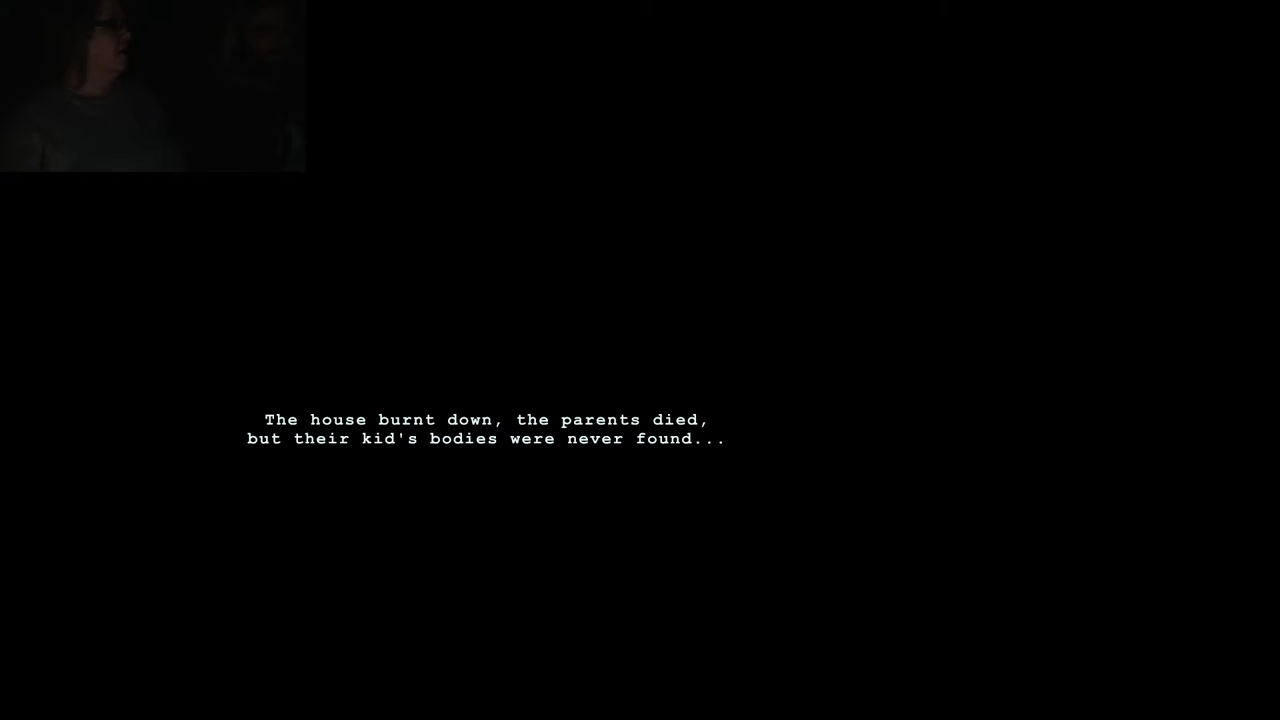 The house burnt down, the parents died,
but their kid's bodies were never found...